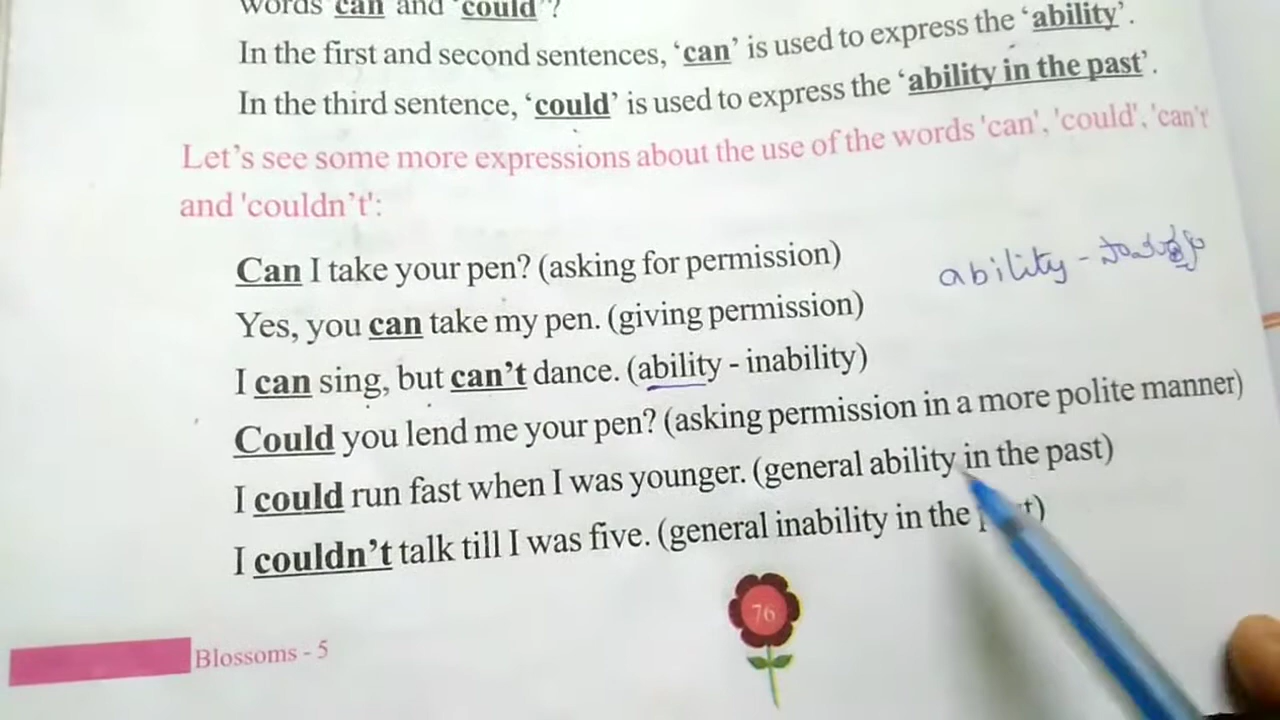 words can and 'could'?
In the first and second sentences, 'can' is used to express the 'ability'.
In the third sentence, 'could' is used to express the 'ability in the past'.
Let's see some more expressions about the use of the words 'can', 'could', 'can't
and 'couldn't':
Can I take your pen? (asking for permission)
ability -
Yes, you can take my pen. (giving permission)
I can sing, but can't dance. (ability - inability)
Could you lend me your pen? (asking permission in a more polite manner)
I could run fast when I was younger. (general ability in the past)
I couldn't talk till I was five. (general inability in the
76
Blossoms - 5